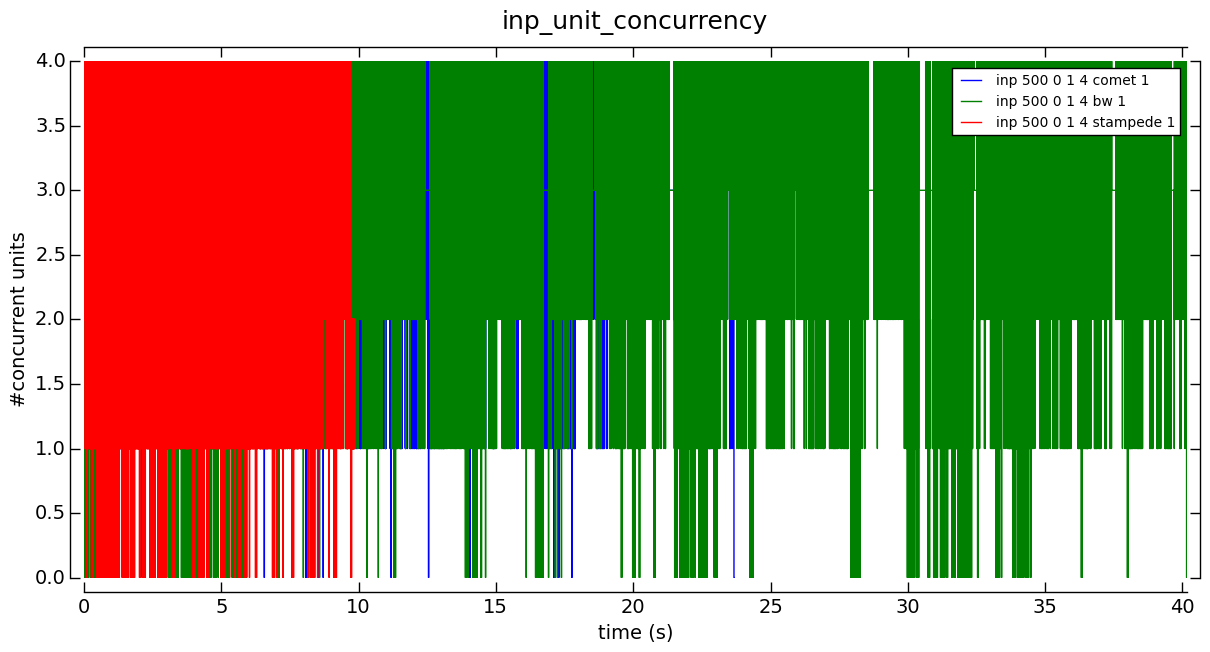 inp_unit_concurrency
4.0
3.5
3.0
2.5
2.0
1.5
1.0
0.5
0.0
#concurrent units
inp 500 0 1 4 comet 1
inp 500 0 1 4 bw 1
inp 500 0 1 4 stampede 1
0 5 10 15 20 25 30 35 40
time (s)